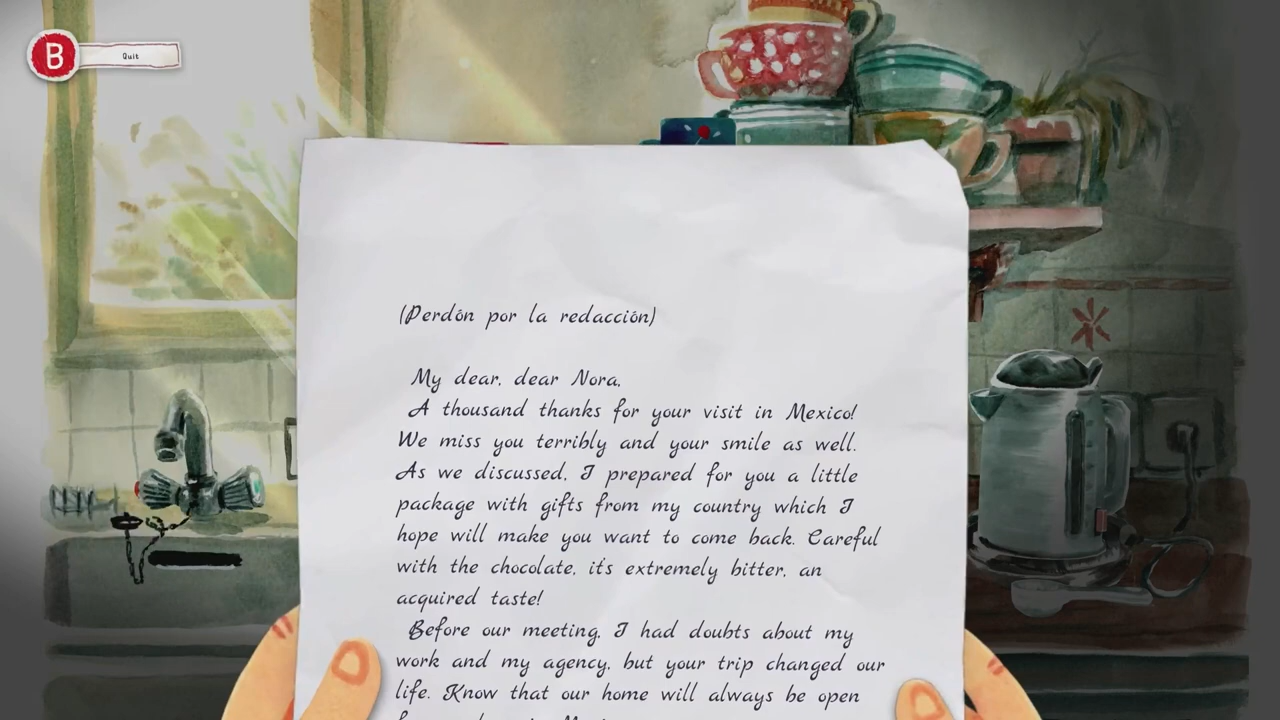 B Quit
(Perdón por la redacción)
My dear, dear Nora,
A thousand thanks for your visit in Mexico!
We miss you terribly and your smile as well.
As we discussed, I prepared for you a little
package with gifts from my country which I
hope will make you want to come back. Careful
with the chocolate, it's extremely bitter, an
acquired taste!
Before our meeting, I had doubts about my
work and my agency, but your trip changed our
life. Know that our home will always be open